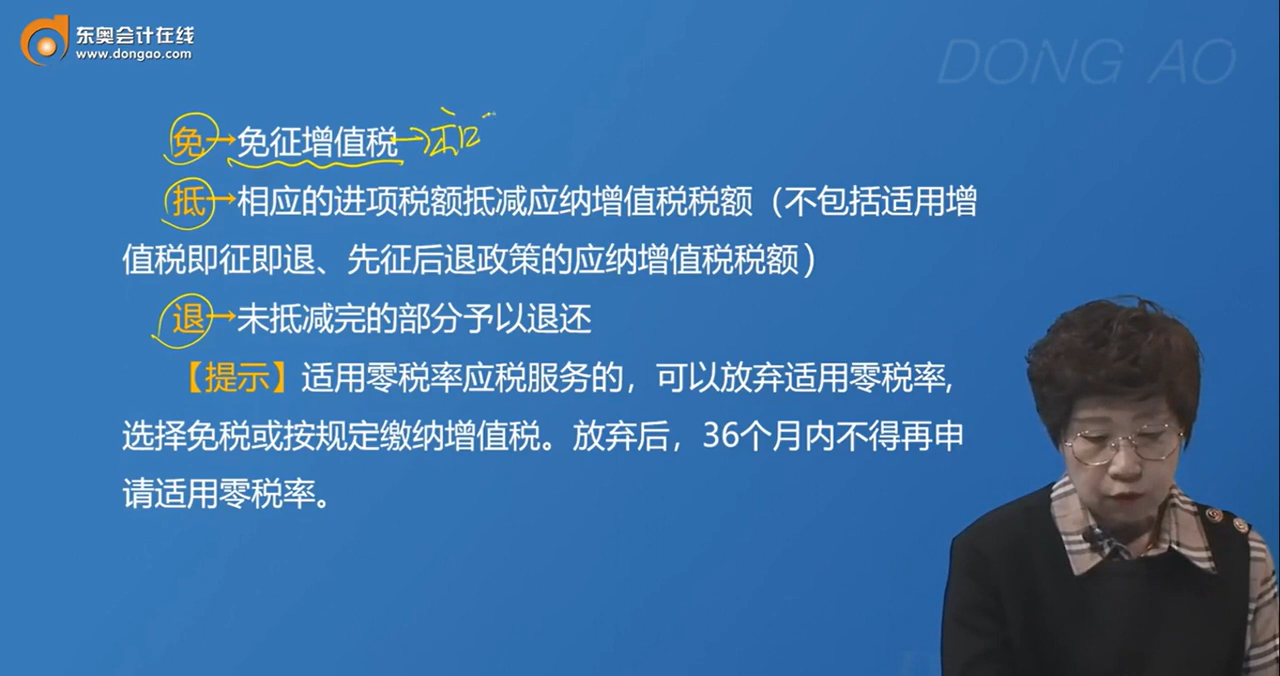 东奥会计在线
www.dongao.com
DONG AO
免→免征增值税→
抵→相应的进项税额抵减应纳增值税税额（不包括适用增
值税即征即退、先征后退政策的应纳增值税税额）
退→未抵减完的部分予以退还
【提示】适用零税率应税服务的，可以放弃适用零税率，
选择免税或按规定缴纳增值税。放弃后，36个月内不得再申
请适用零税率。